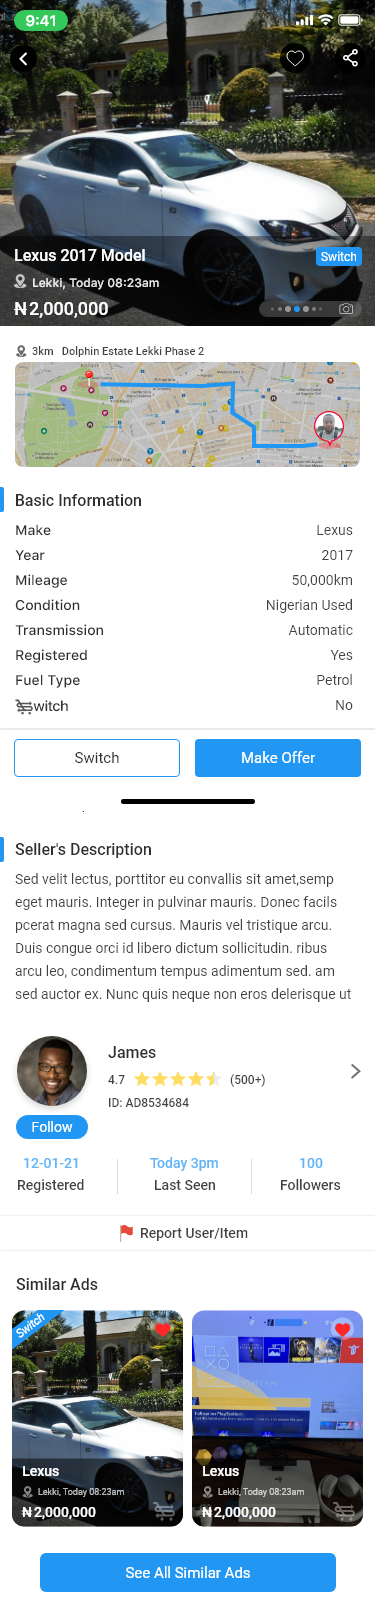 9:41
Lexus 2017 Model
Switch
Lekki, Today 08:23am
₦2,000,000
3km Dolphin Estate Lekki Phase 2
Basic Information
Make Lexus
Year 2017
Mileage 50,000km
Condition Nigerian Used
Transmission Automatic
Registered Yes
Fuel Type Petrol
witch No
Switch
Make Offer
Seller's Description
Sed velit lectus, porttitor eu convallis sit amet,semp
eget mauris. Integer in pulvinar mauris. Donec facils
pcerat magna sed cursus. Mauris vel tristique arcu.
Duis congue orci id libero dictum sollicitudin. ribus
arcu leo, condimentum tempus adimentum sed. am
sed auctor ex. Nunc quis neque non eros delerisque ut
James
4.7 (500+)
ID: AD8534684
Follow
12-01-21 Today 3pm 100
Registered Last Seen Followers
Report User/Item
Similar Ads
Switch
Lexus
Lekki, Today 08:23am
₦2,000,000
Lexus
Lekki, Today 08:23am
₦2,000,000
See All Similar Ads